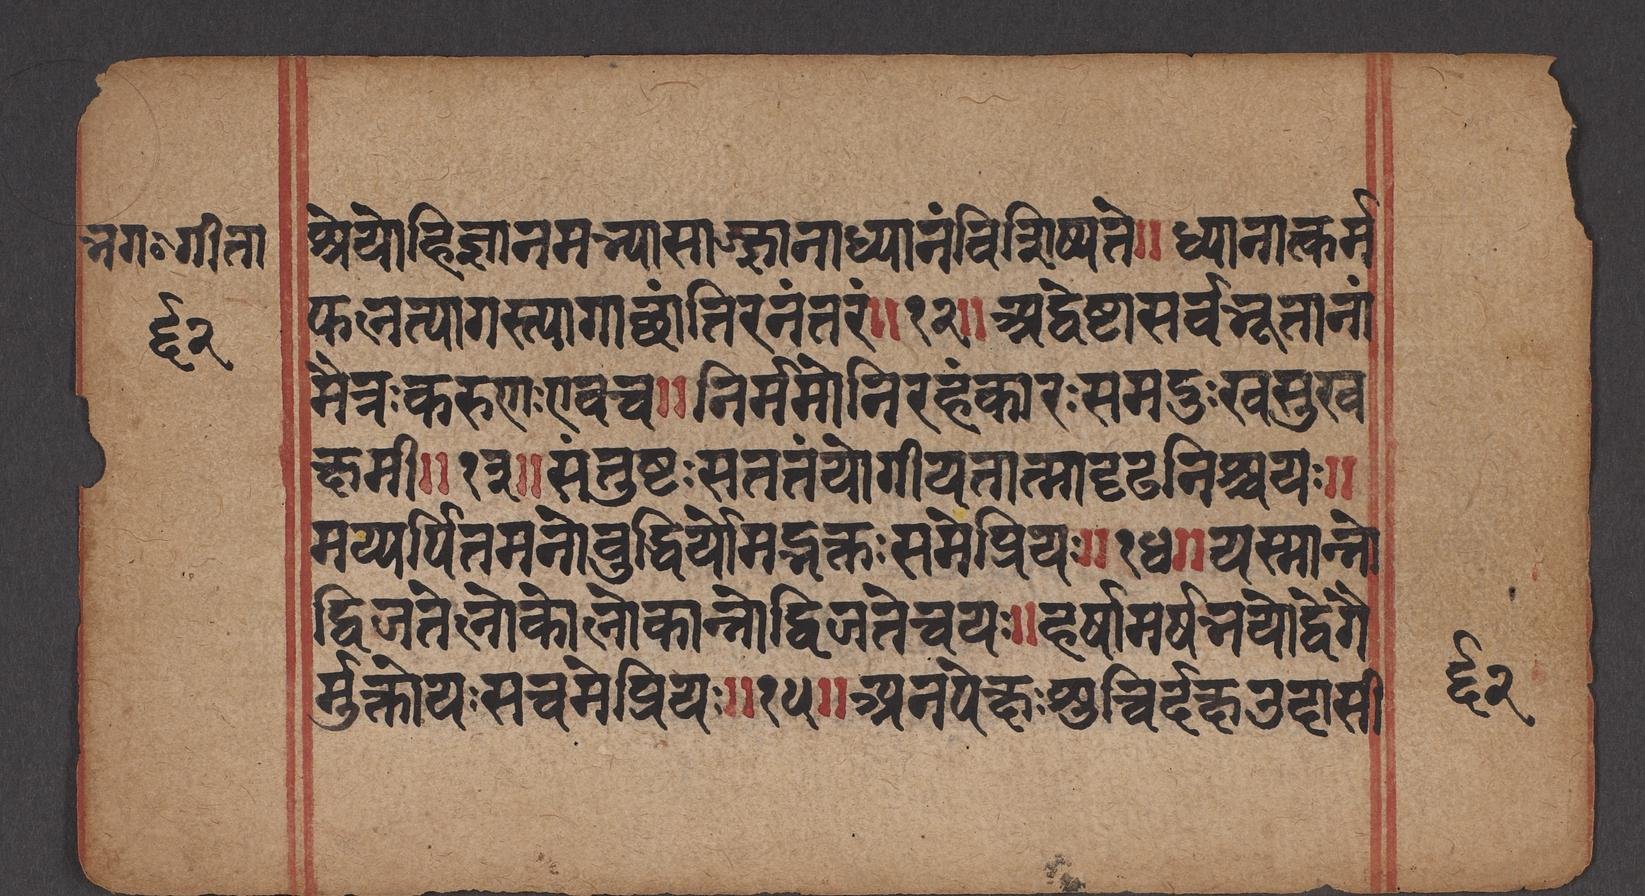 भगःगीता
श्रेयोहिज्ञानमभ्यासाज्ज्ञानाध्यानंविशिष्यते॥ध्यानात्कर्म
६२
फलत्यागस्त्यागाच्छांतिरनंतरं॥१२॥अद्वेष्टासर्वभूतानां
मैत्रःकरुणःएवच॥निर्ममोनिरहंकारःसमदुःखसुख
क्षमी॥१३॥संतुष्टःसततंयोगीयतात्मादृढनिश्चयः॥
मय्यर्पितमनोबुद्धिर्योमद्भक्तःसमेप्रियः॥१४॥यस्मान्नो
द्विजतेलोकोलोकान्नोद्विजतेचयः॥हर्षामर्षभयोद्वेगै
र्मुक्तोयःसचमेप्रियः॥१५॥अनपेक्षःशुचिर्दक्षउदासी
६२